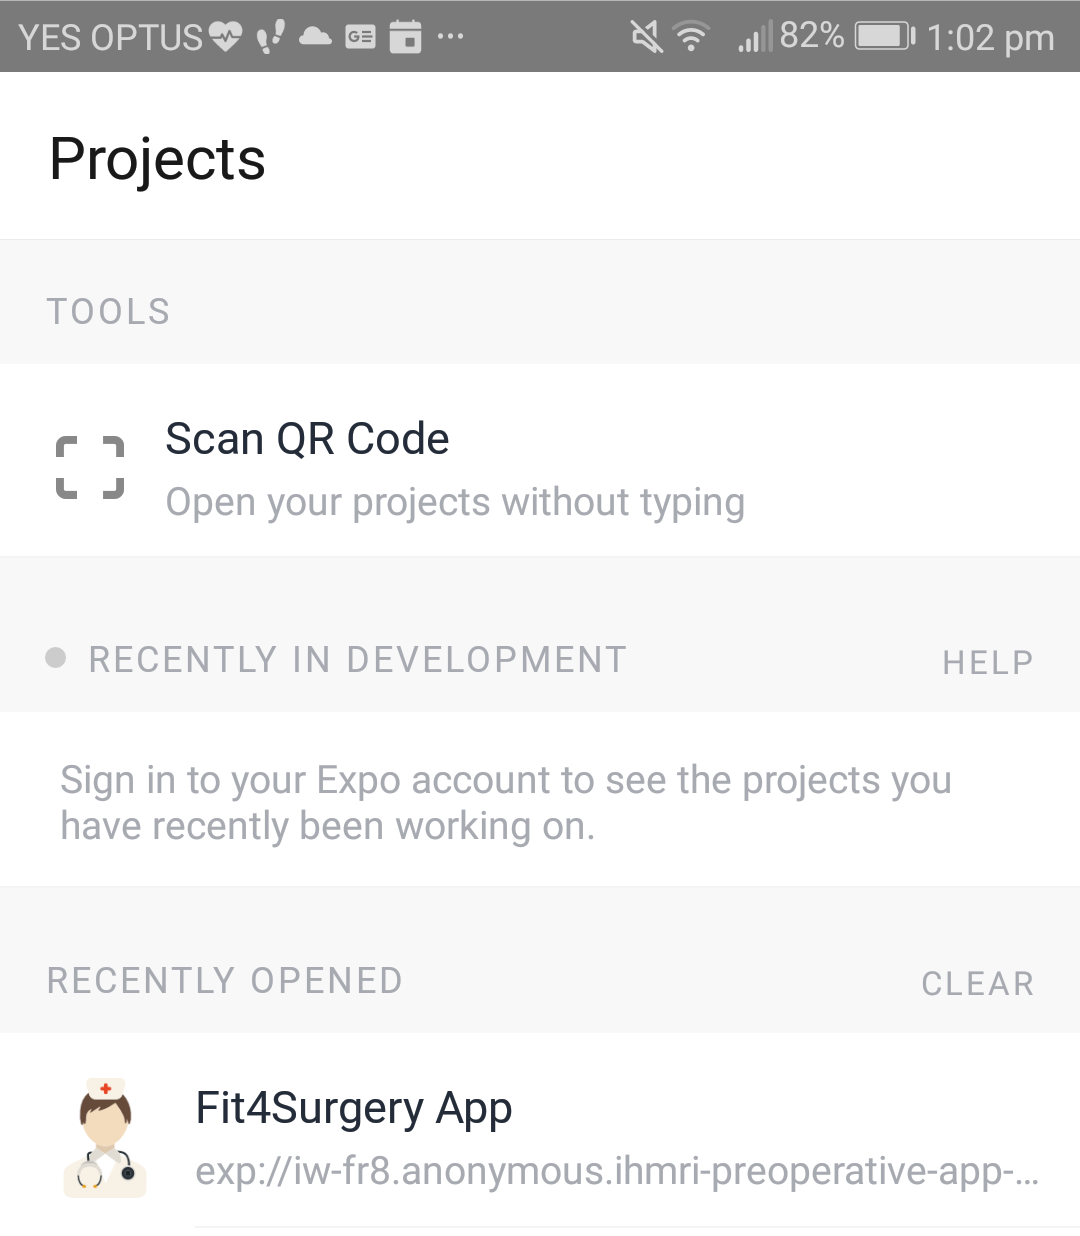 YES OPTUS GE ... 82% 1:02 pm
Projects
TOOLS
Scan QR Code
Open your projects without typing
RECENTLY IN DEVELOPMENT HELP
Sign in to your Expo account to see the projects you
have recently been working on.
RECENTLY OPENED CLEAR
Fit4Surgery App
exp://iw-fr8.anonymous.ihmri-preoperative-app-...